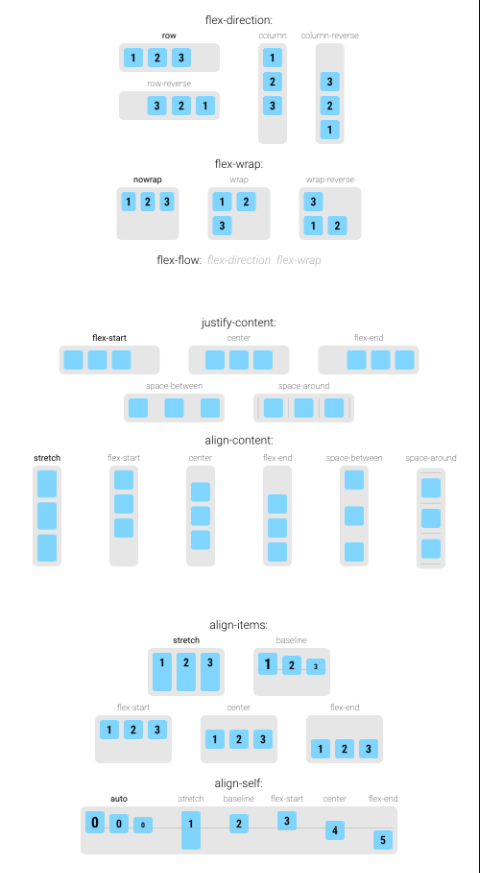 flex-direction:
row column column-reverse
1 2 3 1
2 3
row-reverse 3 2
3 2 1 1
flex-wrap:
nowrap wrap wrap-reverse
1 2 3 1 2 3
3 1 2
flex-flow: flex-direction flex-wrap
justify-content:
flex-start center flex-end
space-between space-around
align-content:
stretch flex-start center flex-end space-between space-around
align-items:
stretch baseline
1 2 3 1 2 3
flex-start center flex-end
1 2 3 1 2 3 1 2 3
align-self:
auto stretch baseline flex-start center flex-end
0 0 0 1 2 3 4 5